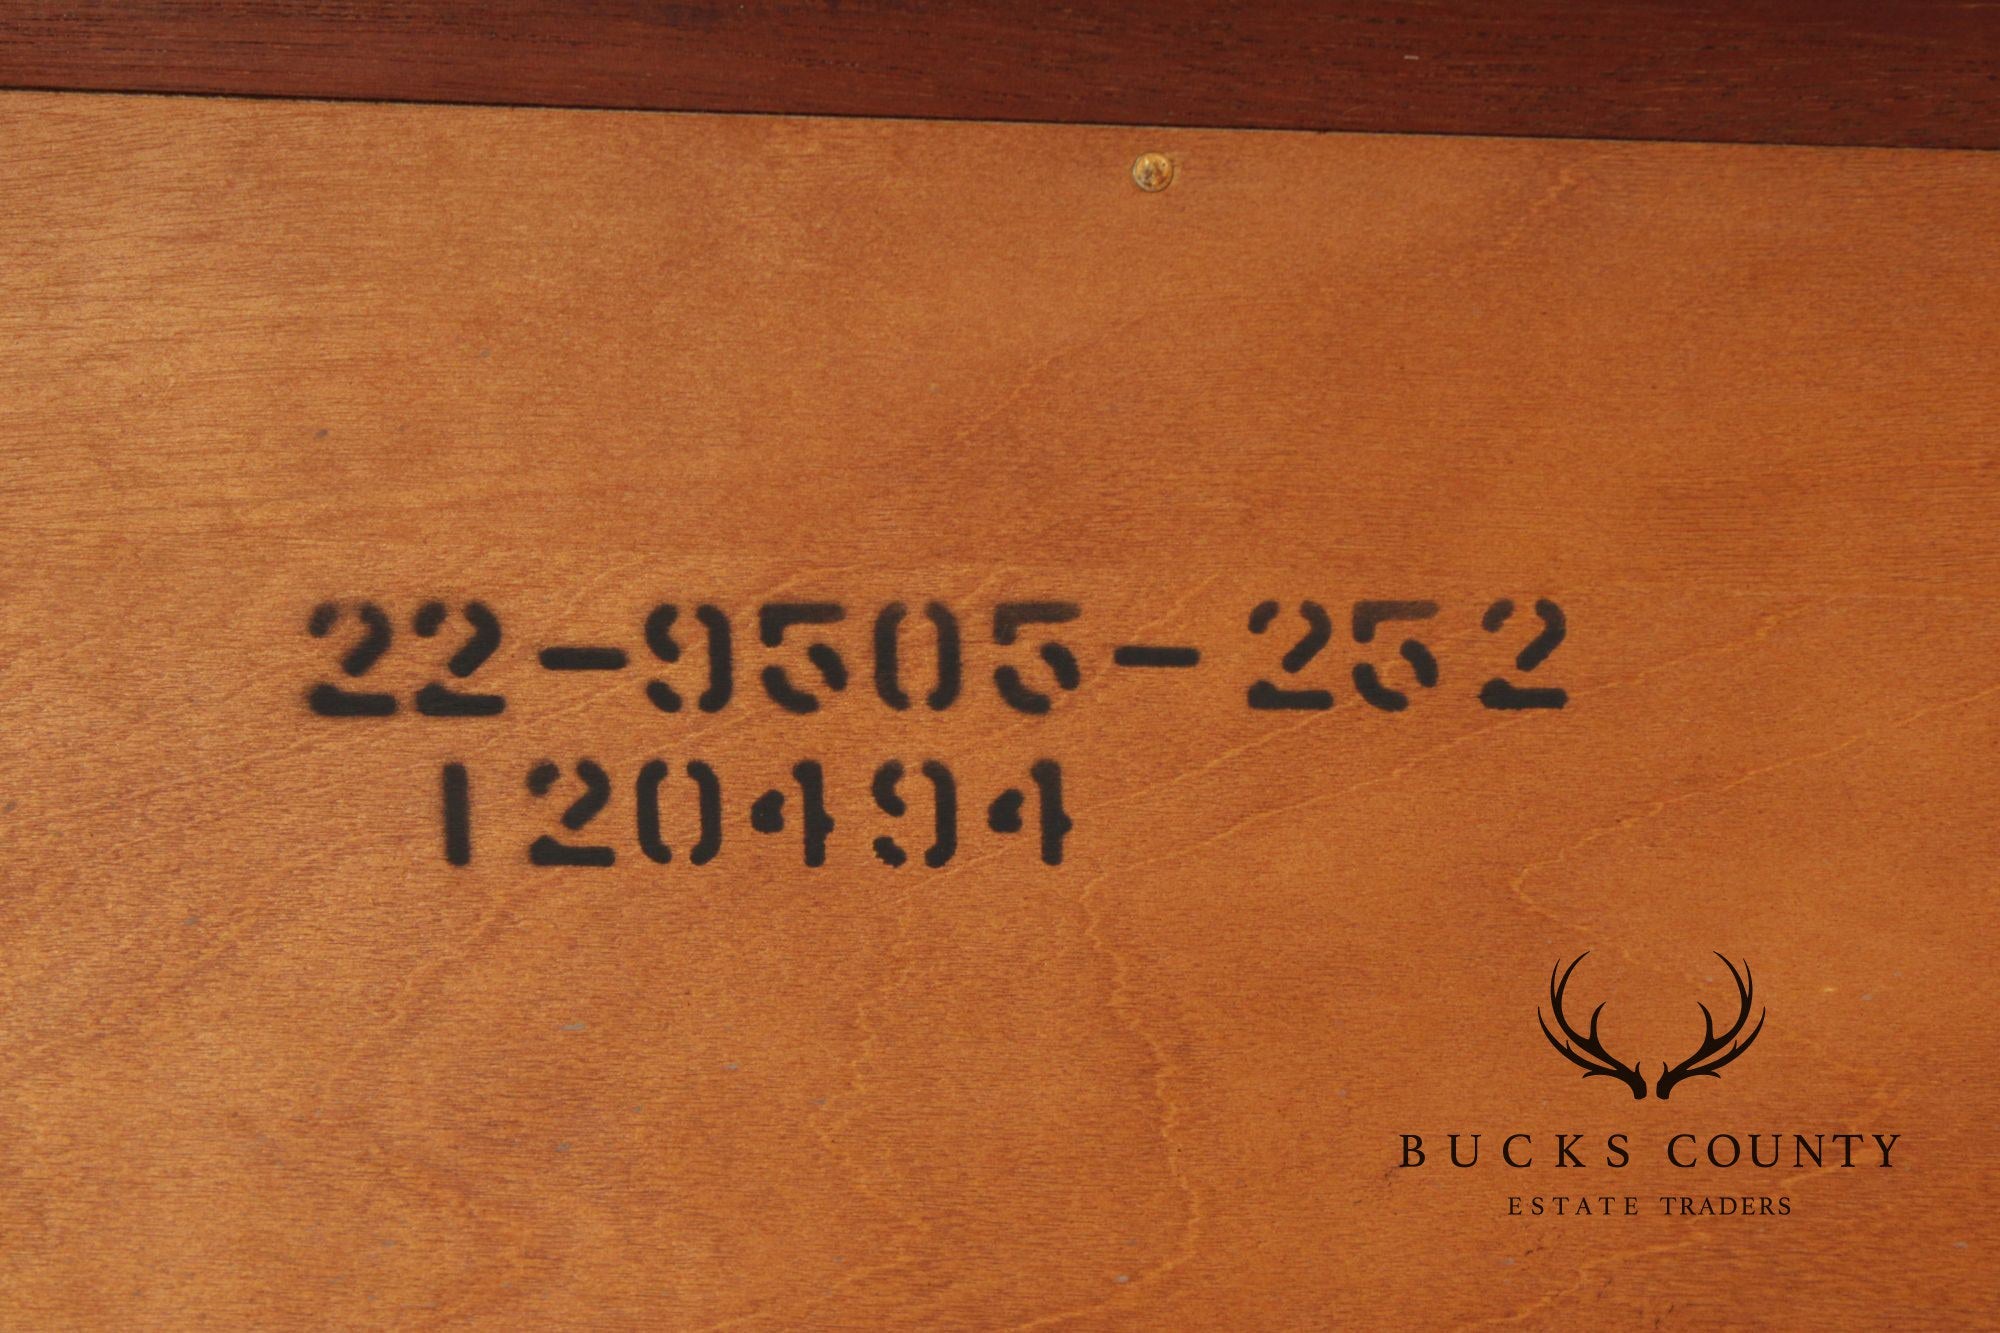 22-9505-252
120494
BUCKS COUNTY
ESTATE TRADERS